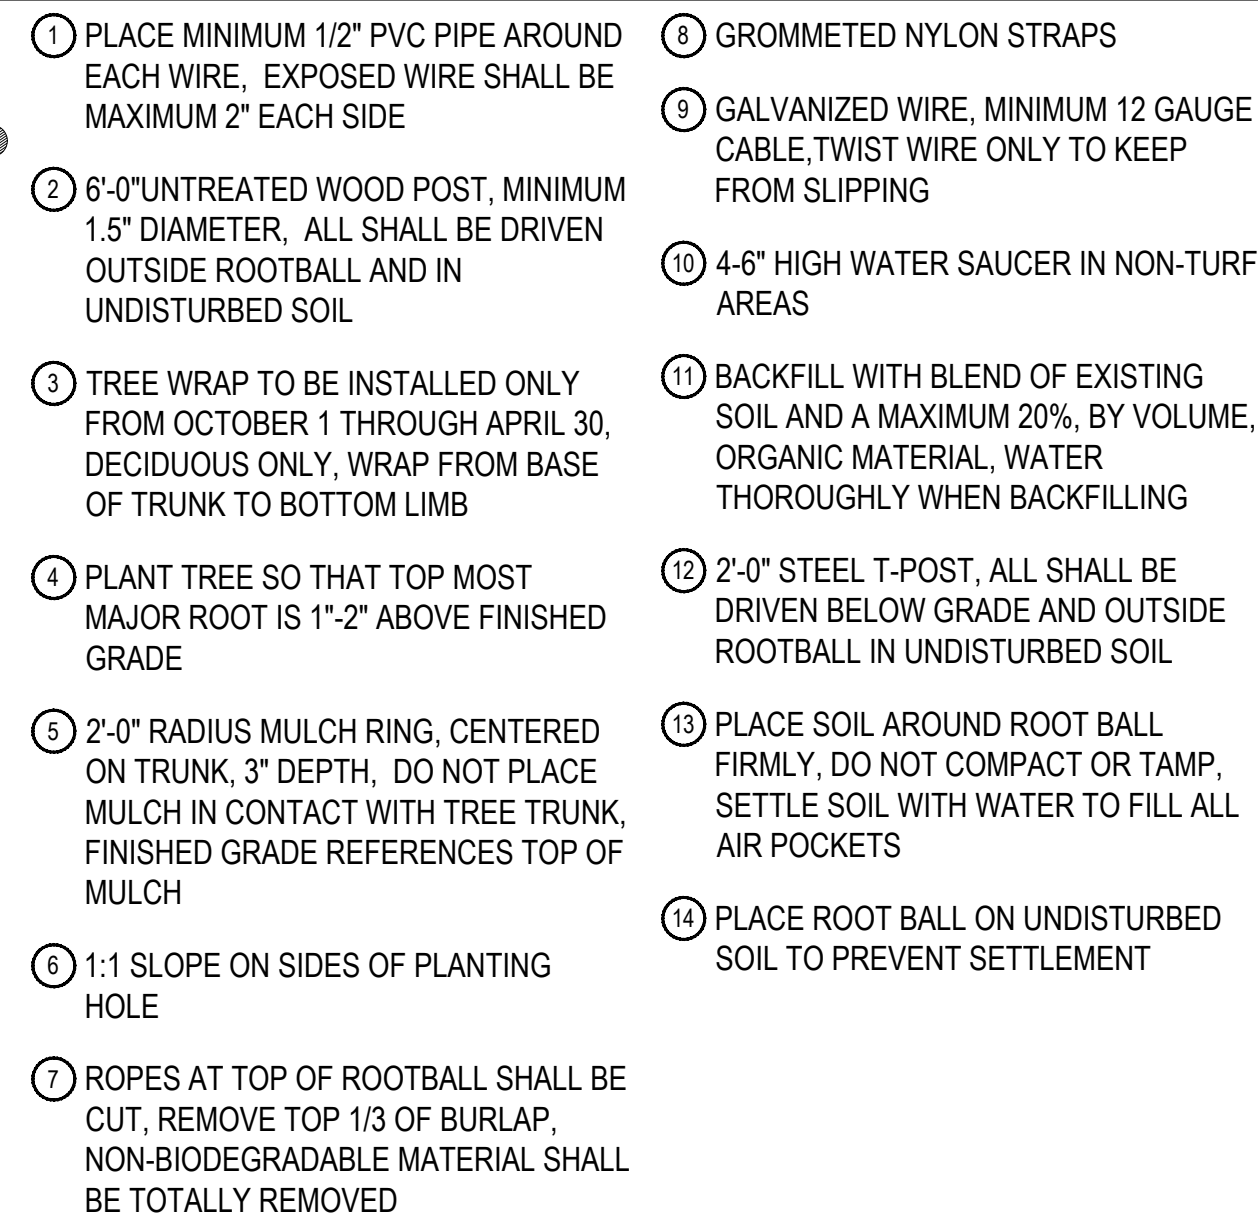 1 PLACE MINIMUM 1/2" PVC PIPE AROUND
EACH WIRE, EXPOSED WIRE SHALL BE
MAXIMUM 2" EACH SIDE
2 6'-0"UNTREATED WOOD POST, MINIMUM
1.5" DIAMETER, ALL SHALL BE DRIVEN
OUTSIDE ROOTBALL AND IN
UNDISTURBED SOIL
3 TREE WRAP TO BE INSTALLED ONLY
FROM OCTOBER 1 THROUGH APRIL 30,
DECIDUOUS ONLY, WRAP FROM BASE
OF TRUNK TO BOTTOM LIMB
4 PLANT TREE SO THAT TOP MOST
MAJOR ROOT IS 1"-2" ABOVE FINISHED
GRADE
5 2'-0" RADIUS MULCH RING, CENTERED
ON TRUNK, 3" DEPTH, DO NOT PLACE
MULCH IN CONTACT WITH TREE TRUNK,
FINISHED GRADE REFERENCES TOP OF
MULCH
6 1:1 SLOPE ON SIDES OF PLANTING
HOLE
7 ROPES AT TOP OF ROOTBALL SHALL BE
CUT, REMOVE TOP 1/3 OF BURLAP,
NON-BIODEGRADABLE MATERIAL SHALL
BE TOTALLY REMOVED
8 GROMMETED NYLON STRAPS
9 GALVANIZED WIRE, MINIMUM 12 GAUGE
CABLE,TWIST WIRE ONLY TO KEEP
FROM SLIPPING
10 4-6" HIGH WATER SAUCER IN NON-TURF
AREAS
11 BACKFILL WITH BLEND OF EXISTING
SOIL AND A MAXIMUM 20%, BY VOLUME,
ORGANIC MATERIAL, WATER
THOROUGHLY WHEN BACKFILLING
12 2'-0" STEEL T-POST, ALL SHALL BE
DRIVEN BELOW GRADE AND OUTSIDE
ROOTBALL IN UNDISTURBED SOIL
13 PLACE SOIL AROUND ROOT BALL
FIRMLY, DO NOT COMPACT OR TAMP,
SETTLE SOIL WITH WATER TO FILL ALL
AIR POCKETS
14 PLACE ROOT BALL ON UNDISTURBED
SOIL TO PREVENT SETTLEMENT